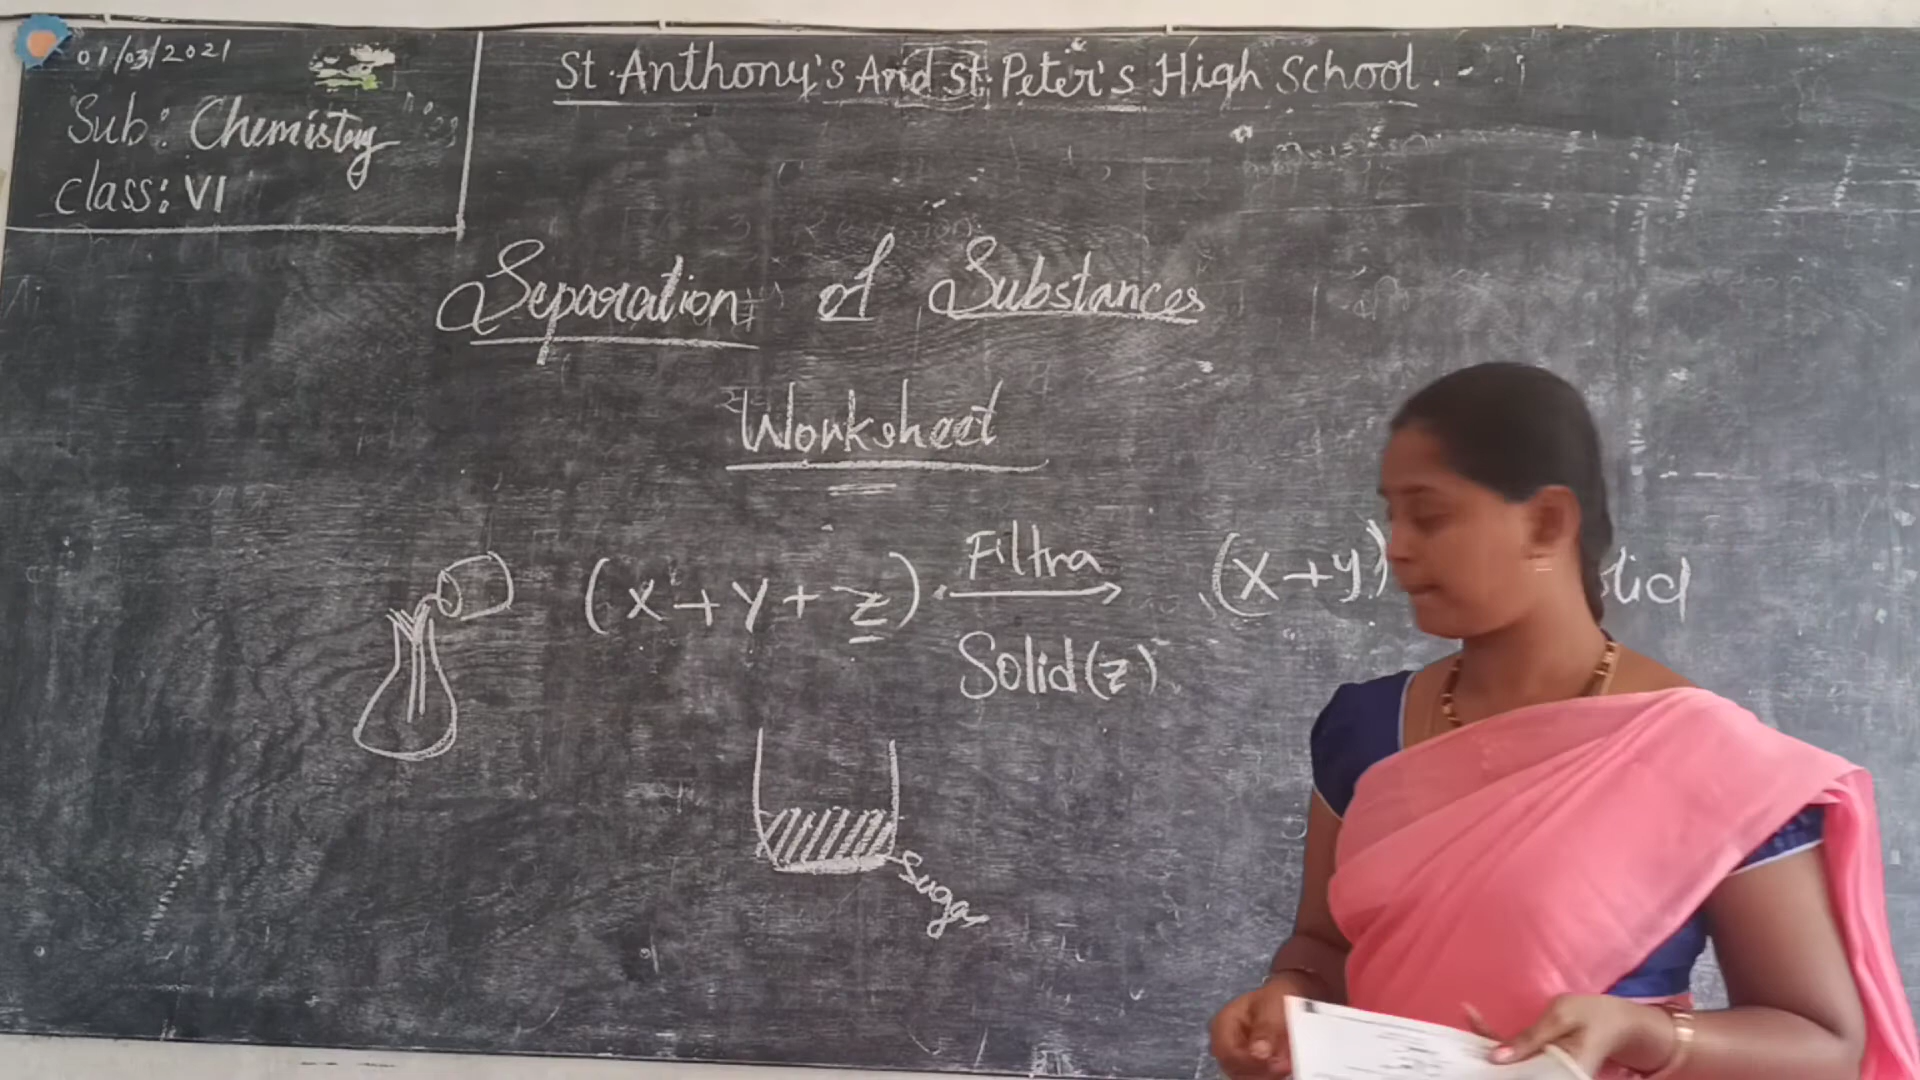 01/03/2021
Sub: Chemistry
Class: VI
St. Anthony's And St. Peter's High School.
Separation of Substances
Worksheet
(x + y + z) Filtra (x + y)
Solid (z)
Suga